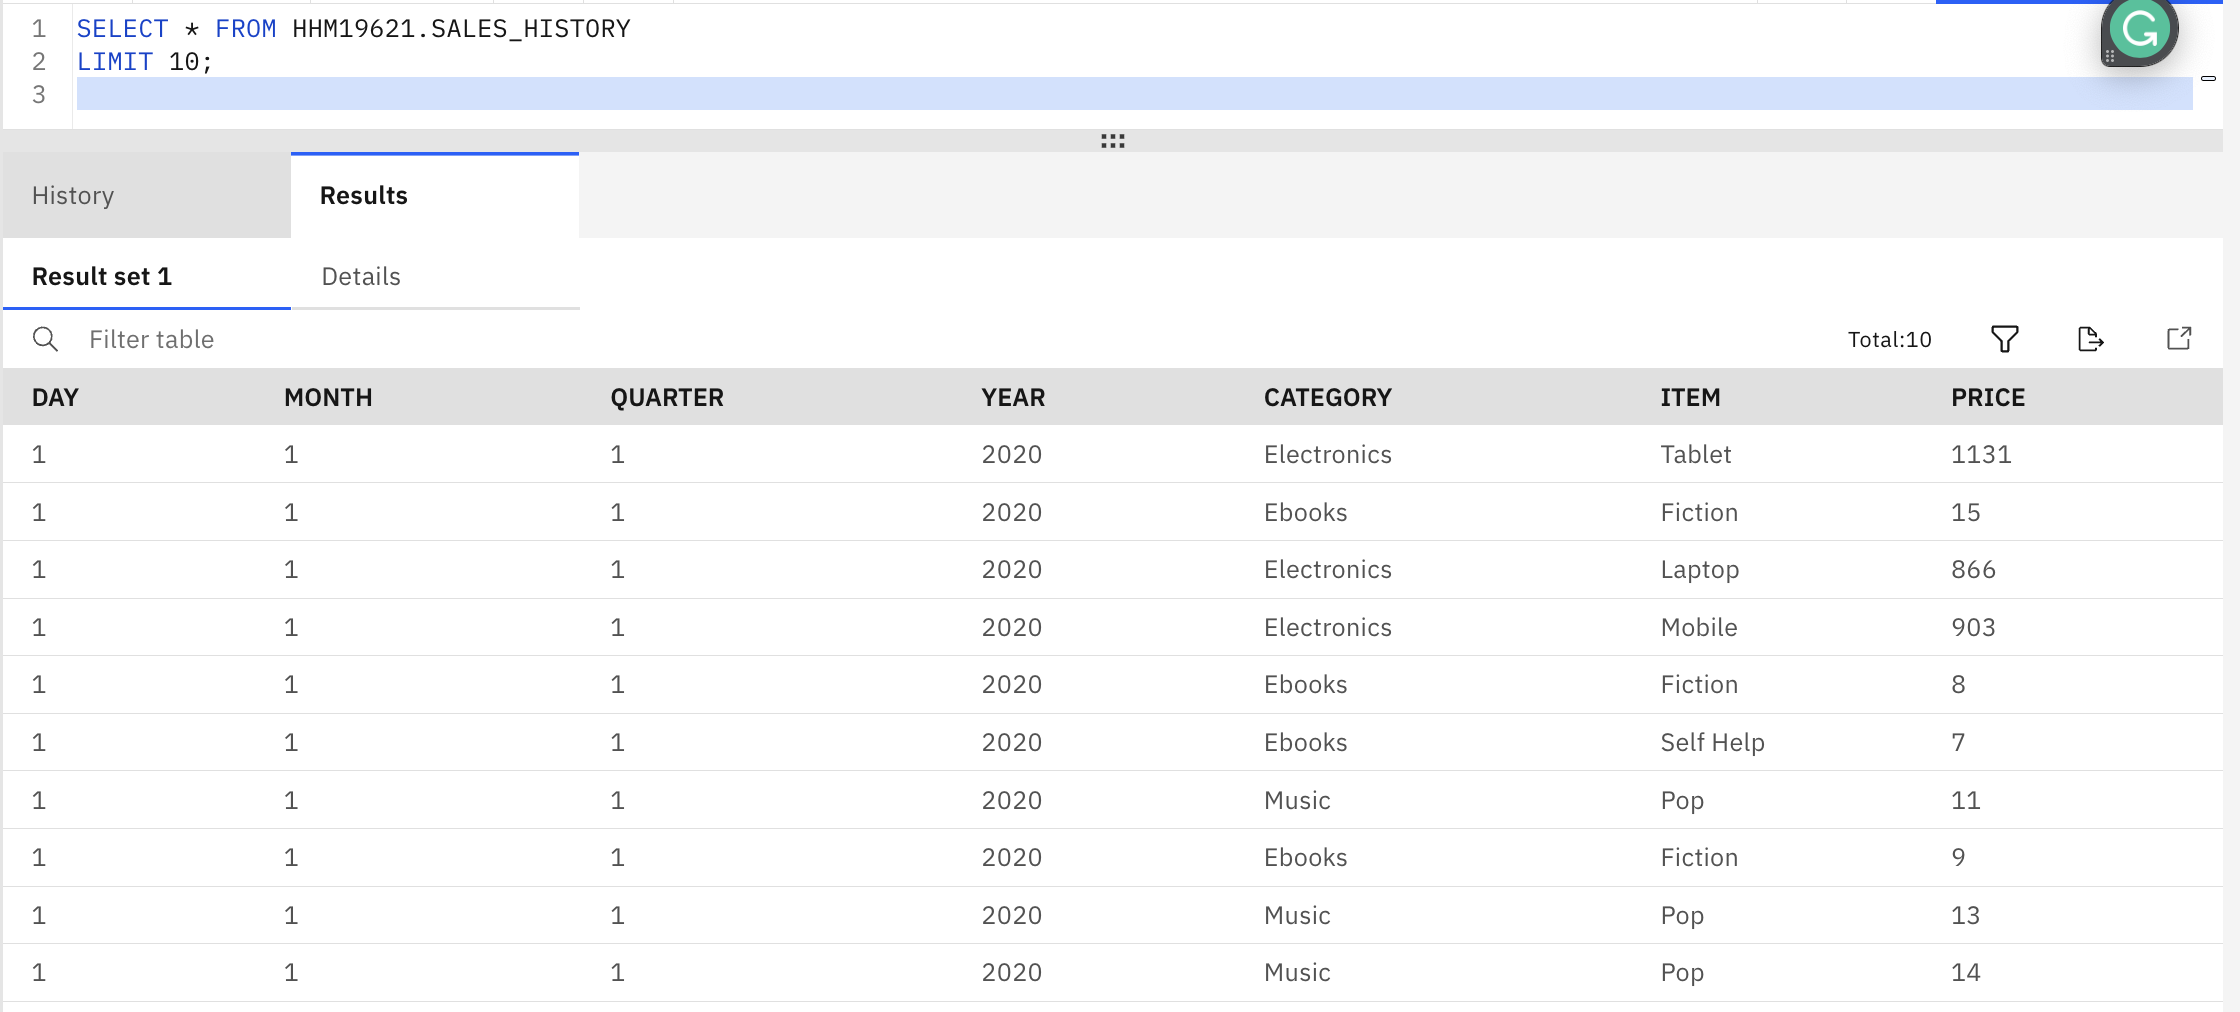 1 SELECT * FROM HHM19621.SALES_HISTORY
2 LIMIT 10;
3
History Results
Result set 1 Details
Filter table Total:10
DAY MONTH QUARTER YEAR CATEGORY ITEM PRICE
1 1 1 2020 Electronics Tablet 1131
1 1 1 2020 Ebooks Fiction 15
1 1 1 2020 Electronics Laptop 866
1 1 1 2020 Electronics Mobile 903
1 1 1 2020 Ebooks Fiction 8
1 1 1 2020 Ebooks Self Help 7
1 1 1 2020 Music Pop 11
1 1 1 2020 Ebooks Fiction 9
1 1 1 2020 Music Pop 13
1 1 1 2020 Music Pop 14